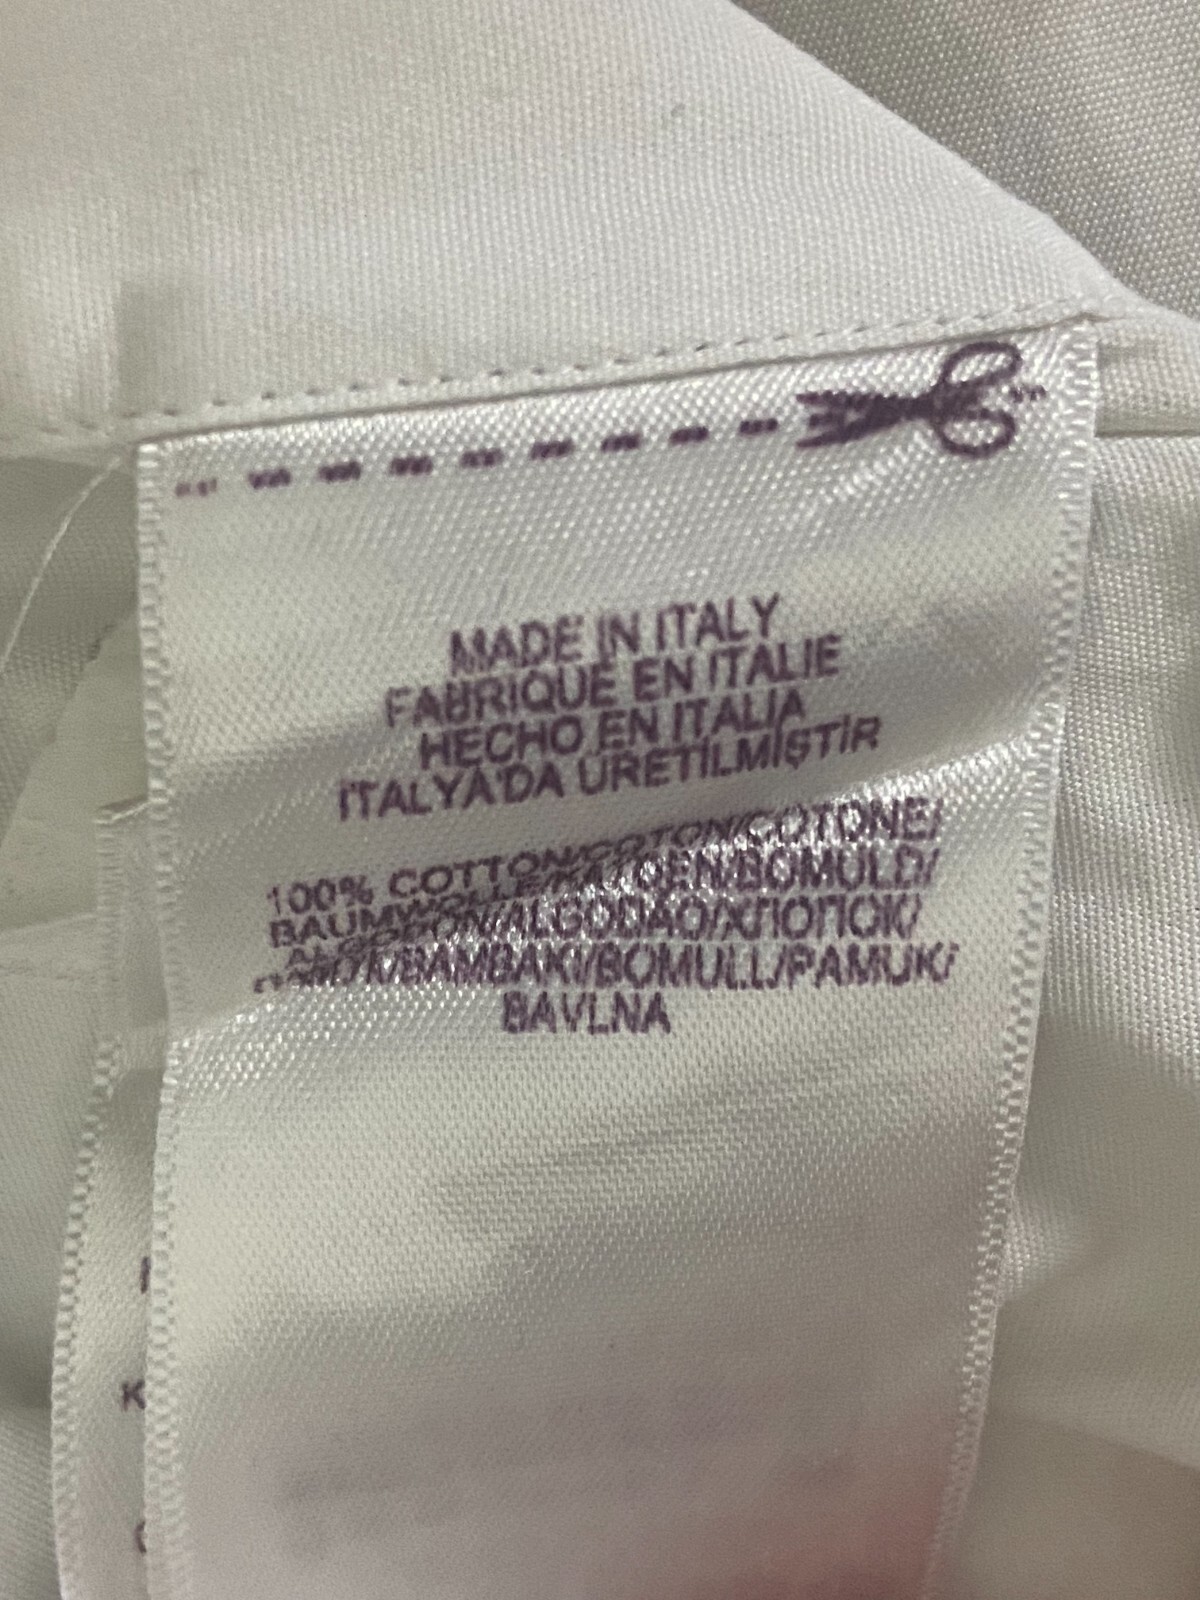 MADE IN ITALY
FABRIQUÉ EN ITALIE
HECHO EN ITALIA
İTALYA'DA ÜRETİLMİŞTİR
100% COTTON/COTON/COTONE/
BAUMWOLLE/KATOEN/BOMULD/
ALGODON/ALGODÃO/ХЛОПОК/
/BAMBAKI/BOMULL/PAMUK/
BAVLNA
K